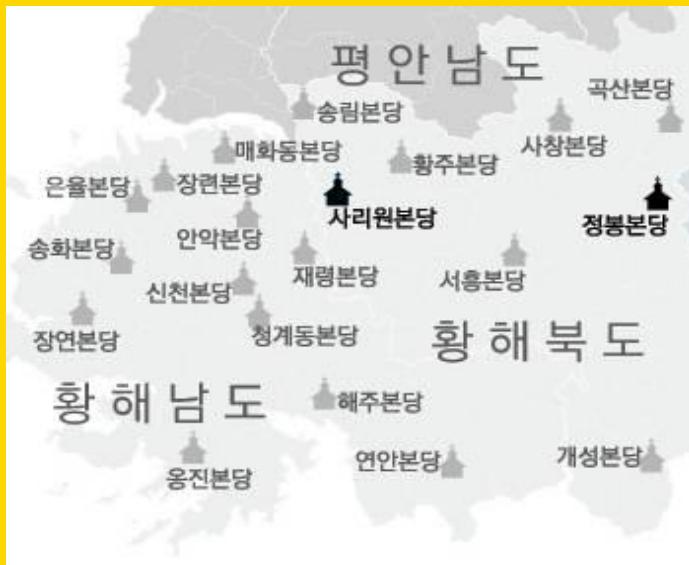 평안남도
곡산본당
송림본당
사창본당
매화동본당
황주본당
장련본당
은율본당
사리원본당
정봉본당
안악본당
송화본당
재령본당
서흥본당
신천본당
장연본당
청계동본당
황해북도
황해남도
해주본당
연안본당
개성본당
옹진본당